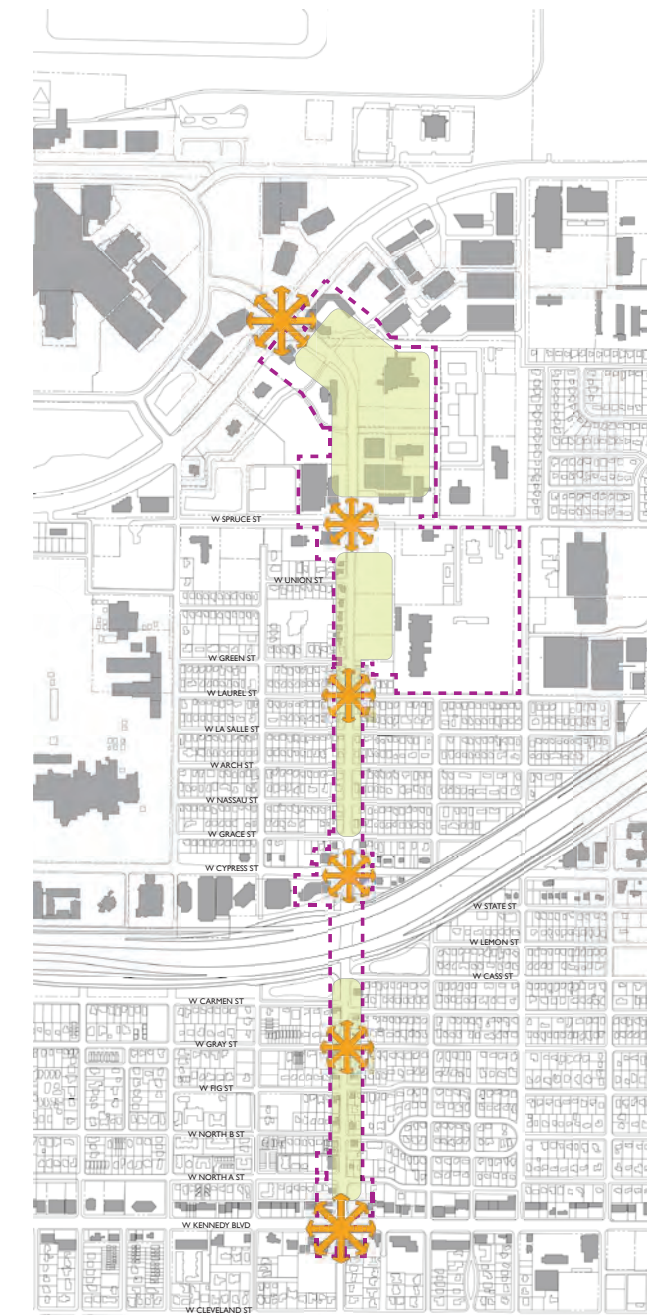 W SPRUCE ST
W UNION ST
W GREEN ST
W LAUREL ST
W LA SALLE ST
W ARCH ST
W NASSAU ST
W GRACE ST
W CYPRESS ST
W STATE ST
W LEMON ST
W CASS ST
W CARMEN ST
W GRAY ST
W FIG ST
W NORTH B ST
W NORTH A ST
W KENNEDY BLVD
W CLEVELAND ST